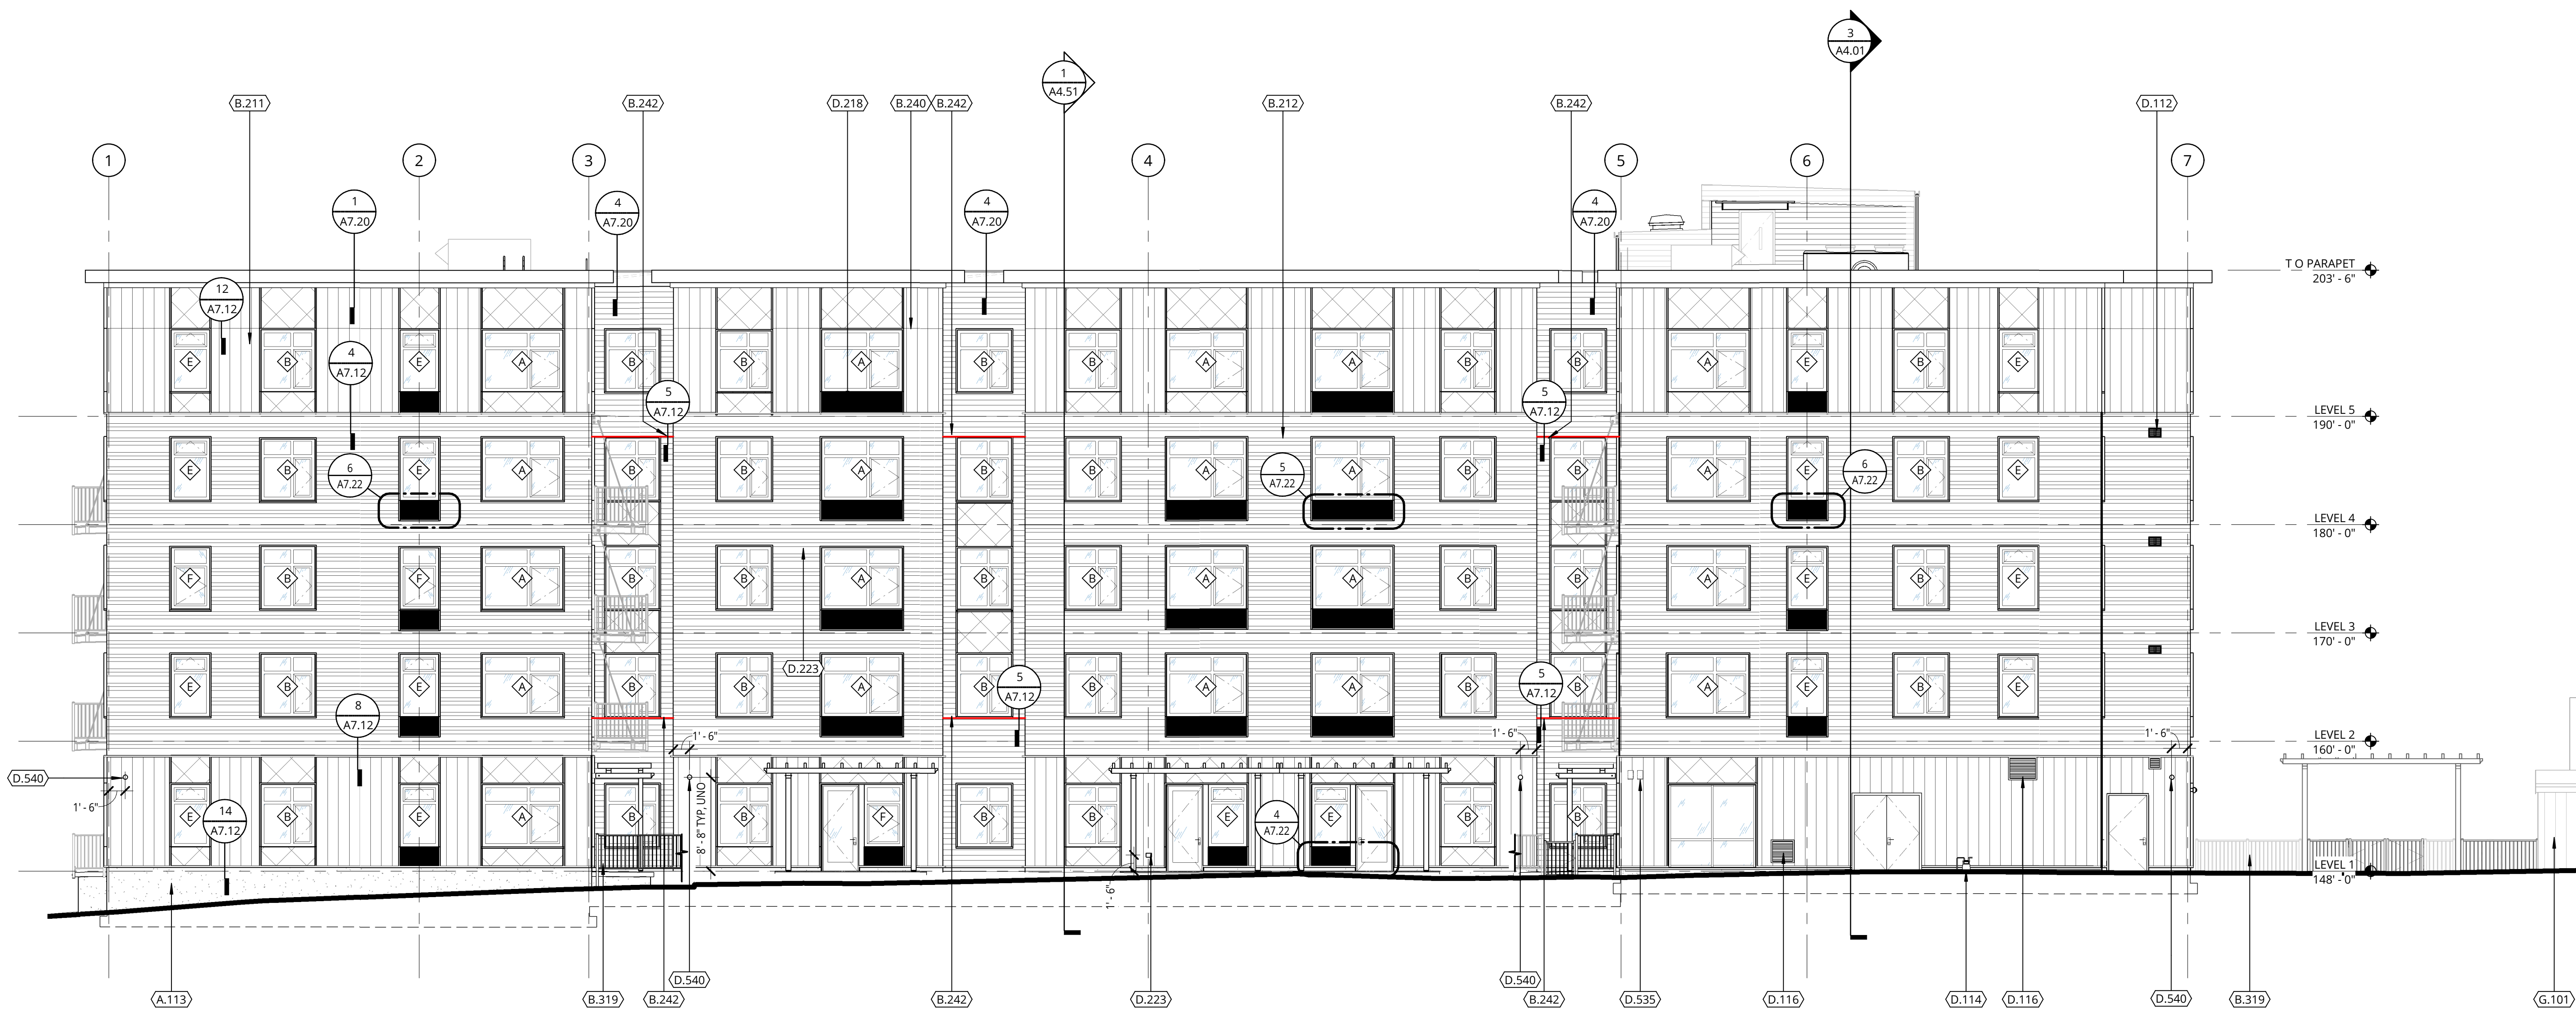 3
A4.01
1
A4.51
B.211
B.242
D.218
B.240
B.242
B.212
B.242
D.112
1
2
3
4
5
6
7
1
A7.20
4
A7.20
4
A7.20
4
A7.20
T O PARAPET
203' - 6"
12
A7.12
4
A7.12
E
B
E
A
B
B
A
B
B
A
A
B
B
A
E
B
E
5
A7.12
5
A7.12
LEVEL 5
190' - 0"
6
A7.22
5
A7.22
6
A7.22
E
B
E
A
B
B
A
B
B
A
A
B
B
A
E
B
E
LEVEL 4
180' - 0"
F
B
F
A
B
B
A
B
B
A
A
B
B
A
E
B
E
LEVEL 3
170' - 0"
D.223
5
A7.12
5
A7.12
E
B
E
A
B
B
A
B
B
A
A
B
B
A
E
B
E
8
A7.12
1' - 6"
1' - 6"
1' - 6"
LEVEL 2
160' - 0"
D.540
1' - 6"
8' - 8" TYP, UNO
14
A7.12
4
A7.22
E
B
E
A
B
B
F
B
B
E
E
B
B
1' - 6"
LEVEL 1
148' - 0"
D.540
D.540
A.113
B.319
B.242
B.242
D.223
B.242
D.535
D.116
D.114
D.116
D.540
B.319
G.101